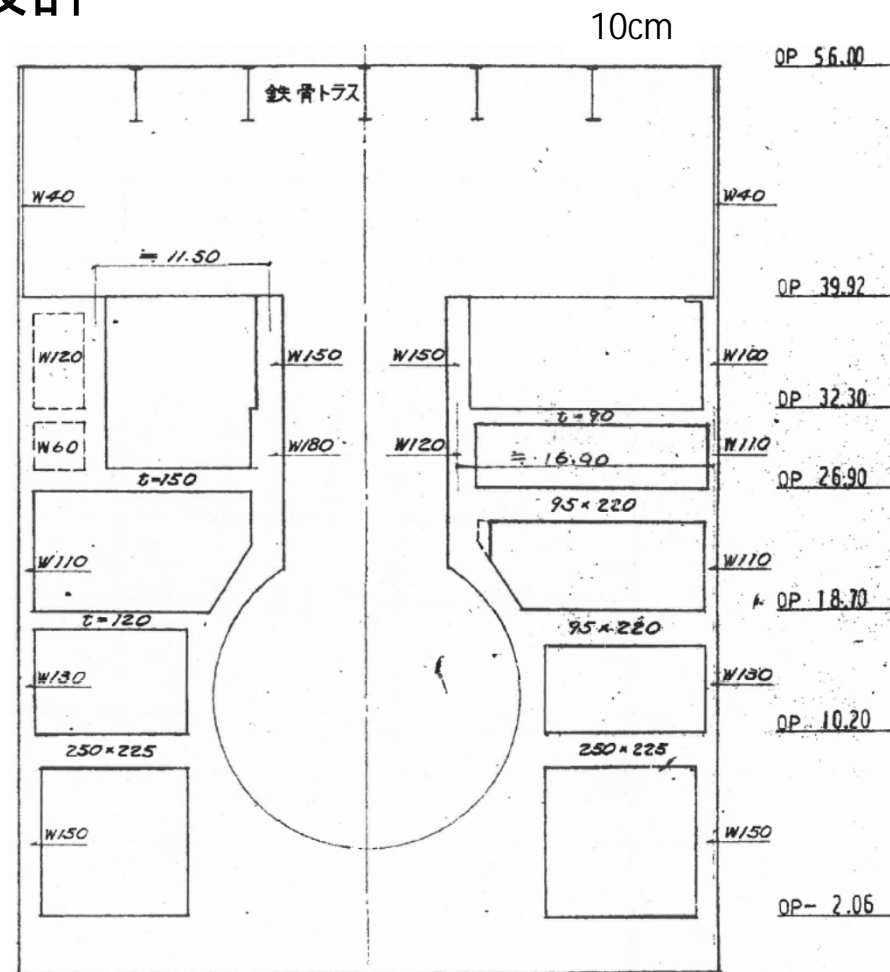 設計
10cm
OP 56.00
鉄骨トラス
W40
W40
≒ 11.50
OP 39.92
W120
W150
W150
W100
t=90
OP 32.30
W60
W180
W120
W110
≒ 16.90
t=150
OP 26.90
95×220
W110
W110
t=120
OP 18.70
95×220
W130
W130
OP 10.20
250×225
250×225
W150
W150
OP- 2.06